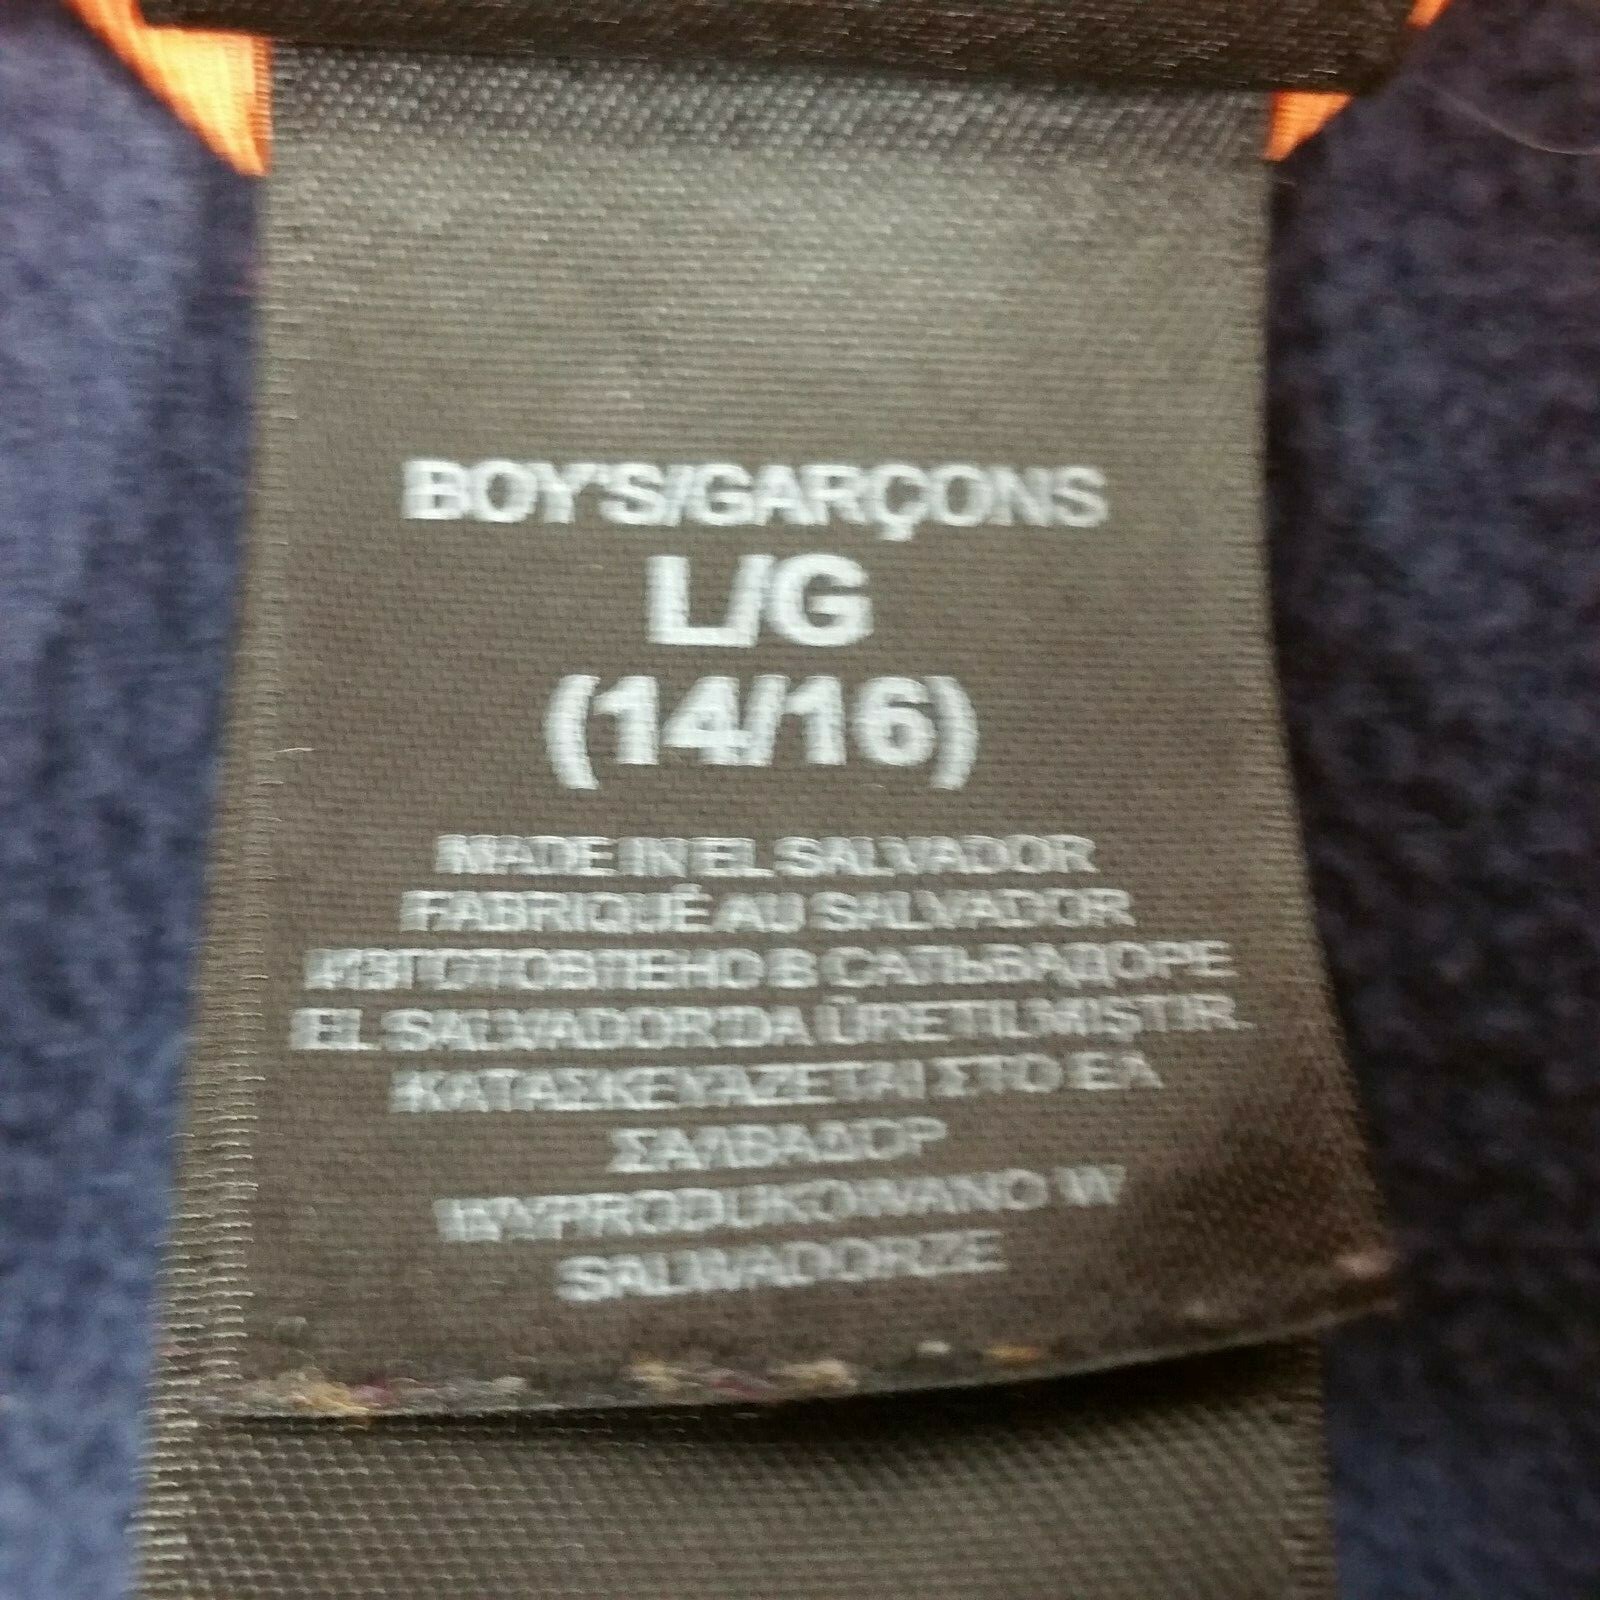 BOY'S/GARÇONS
L/G
(14/16)
MADE IN EL SALVADOR
FABRIQUÉ AU SALVADOR
ИЗГОТОВЛЕНО В САЛЬВАДОРЕ
EL SALVADOR'DA ÜRETILMIŞTIR.
ΚΑΤΑΣΚΕΥΑΖΕΤΑΙ ΣΤΟ ΕΛ
ΣΑΛΒΑΔΟΡ
WYPRODUKOWANO W
SALWADORZE